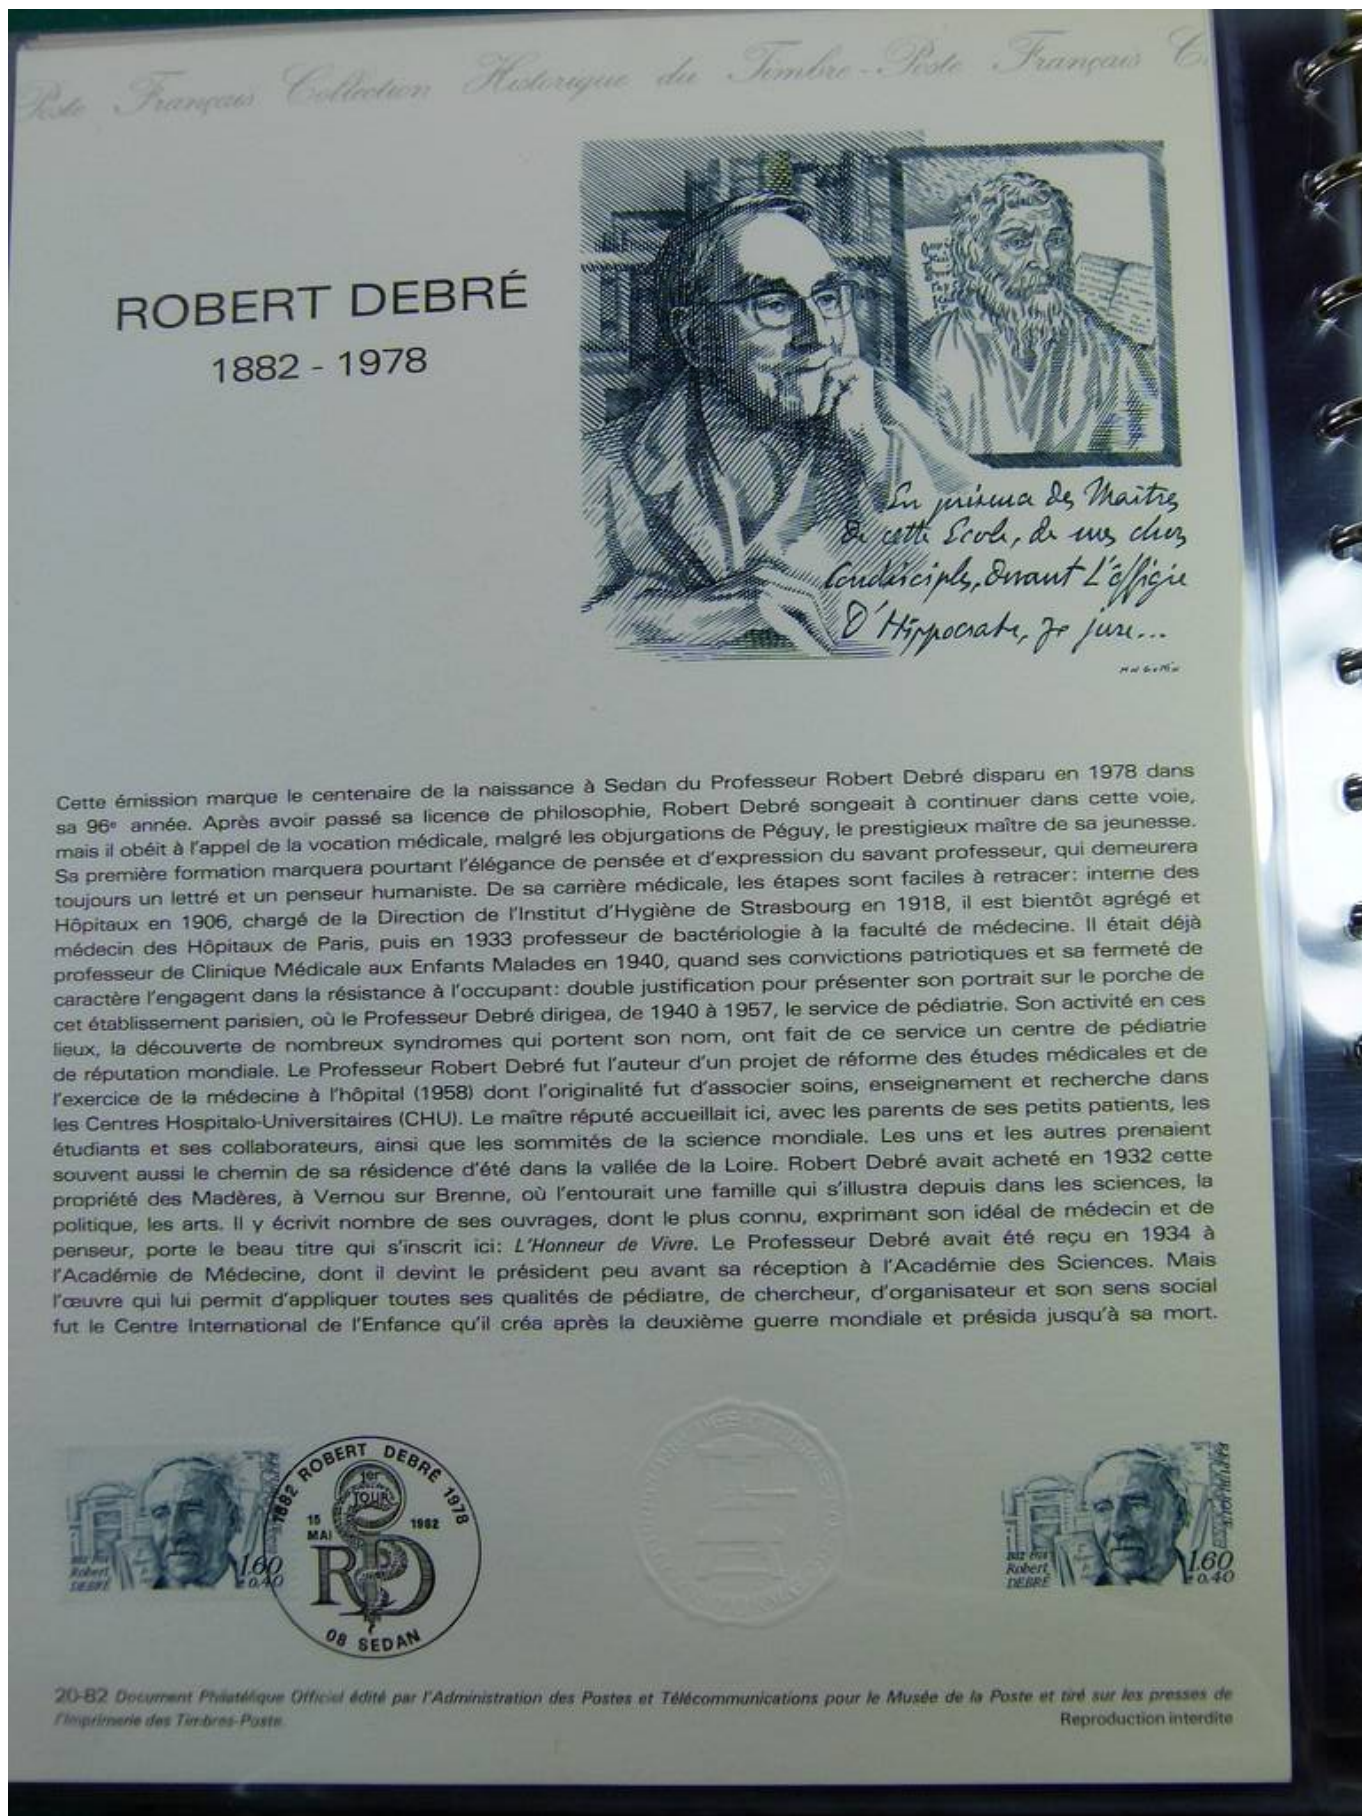 Poste Français Collection Historique du Timbre-Poste Français C
ROBERT DEBRÉ
1882 - 1978
En présence des Maîtres
de cette Ecole, de mes chers
Condisciples, devant L'éffigie
D'Hippocrate, je jure...
Cette émission marque le centenaire de la naissance à Sedan du Professeur Robert Debré disparu en 1978 dans
sa 96e année. Après avoir passé sa licence de philosophie, Robert Debré songeait à continuer dans cette voie,
mais il obéit à l'appel de la vocation médicale, malgré les objurgations de Péguy, le prestigieux maître de sa jeunesse.
Sa première formation marquera pourtant l'élégance de pensée et d'expression du savant professeur, qui demeurera
toujours un lettré et un penseur humaniste. De sa carrière médicale, les étapes sont faciles à retracer: interne des
Hôpitaux en 1906, chargé de la Direction de l'Institut d'Hygiène de Strasbourg en 1918, il est bientôt agrégé et
médecin des Hôpitaux de Paris, puis en 1933 professeur de bactériologie à la faculté de médecine. Il était déjà
professeur de Clinique Médicale aux Enfants Malades en 1940, quand ses convictions patriotiques et sa fermeté de
caractère l'engagent dans la résistance à l'occupant: double justification pour présenter son portrait sur le porche de
cet établissement parisien, où le Professeur Debré dirigea, de 1940 à 1957, le service de pédiatrie. Son activité en ces
lieux, la découverte de nombreux syndromes qui portent son nom, ont fait de ce service un centre de pédiatrie
de réputation mondiale. Le Professeur Robert Debré fut l'auteur d'un projet de réforme des études médicales et de
l'exercice de la médecine à l'hôpital (1958) dont l'originalité fut d'associer soins, enseignement et recherche dans
les Centres Hospitalo-Universitaires (CHU). Le maître réputé accueillait ici, avec les parents de ses petits patients, les
étudiants et ses collaborateurs, ainsi que les sommités de la science mondiale. Les uns et les autres prenaient
souvent aussi le chemin de sa résidence d'été dans la vallée de la Loire. Robert Debré avait acheté en 1932 cette
propriété des Madères, à Vernou sur Brenne, où l'entourait une famille qui s'illustra depuis dans les sciences, la
politique, les arts. Il y écrivit nombre de ses ouvrages, dont le plus connu, exprimant son idéal de médecin et de
penseur, porte le beau titre qui s'inscrit ici: L'Honneur de Vivre. Le Professeur Debré avait été reçu en 1934 à
l'Académie de Médecine, dont il devint le président peu avant sa réception à l'Académie des Sciences. Mais
l'œuvre qui lui permit d'appliquer toutes ses qualités de pédiatre, de chercheur, d'organisateur et son sens social
fut le Centre International de l'Enfance qu'il créa après la deuxième guerre mondiale et présida jusqu'à sa mort.
Robert
DEBRÉ
1.60
+0.40
1882 ROBERT DEBRÉ 1978
1er
JOUR
15
MAI
1982
RD
08 SEDAN
RÉPUBLIQUE
Robert
DEBRÉ
1.60
+0.40
20-82 Document Philatélique Officiel édité par l'Administration des Postes et Télécommunications pour le Musée de la Poste et tiré sur les presses de
l'Imprimerie des Timbres-Poste.
Reproduction interdite